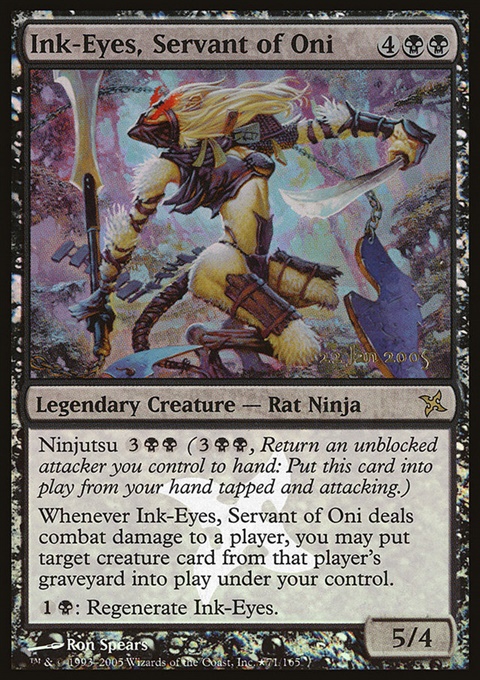 Ink-Eyes, Servant of Oni 4
Legendary Creature — Rat Ninja
Ninjutsu 3 (3, Return an unblocked
attacker you control to hand: Put this card into
play from your hand tapped and attacking.)
Whenever Ink-Eyes, Servant of Oni deals
combat damage to a player, you may put
target creature card from that player's
graveyard into play under your control.
1: Regenerate Ink-Eyes.
5/4
Ron Spears
™ & © 1993–2005 Wizards of the Coast, Inc. ★71/165